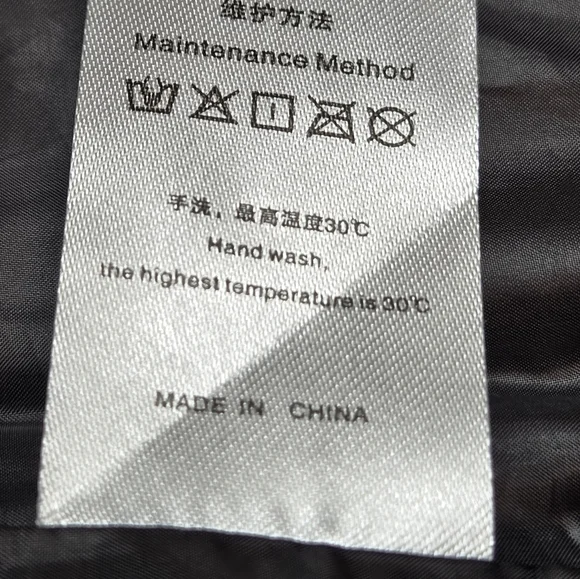 维护方法
Maintenance Method
手洗，最高温度30℃
Hand wash,
the highest temperature is 30℃
MADE IN CHINA